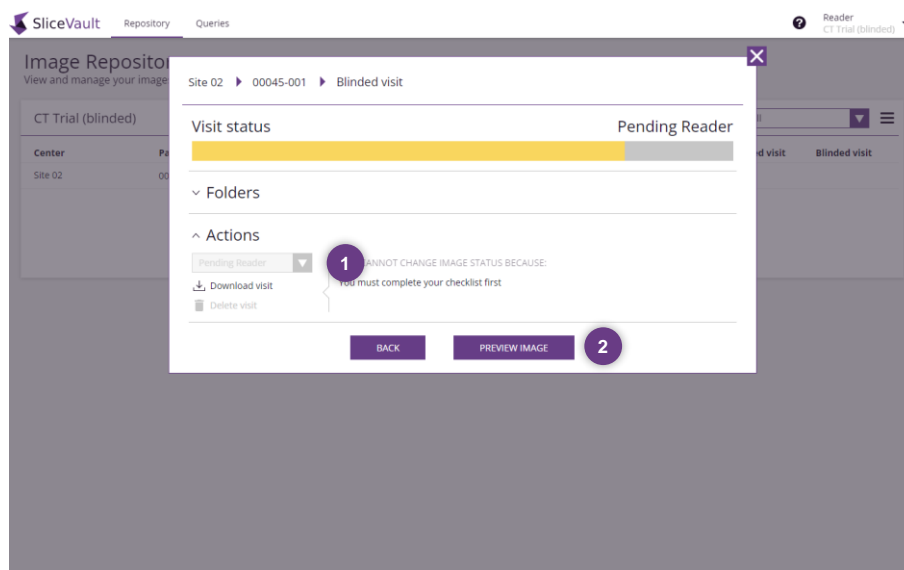 SliceVault Repository Queries
Reader
CT Trial (blinded)
Image Repositor
View and manage your image
CT Trial (blinded)
Center
Site 02
Site 02 00045-001 Blinded visit
Visit status Pending Reader
Folders
Actions
Pending Reader
1
ANNOT CHANGE IMAGE STATUS BECAUSE:
Download visit
You must complete your checklist first
Delete visit
BACK PREVIEW IMAGE 2
d visit Blinded visit